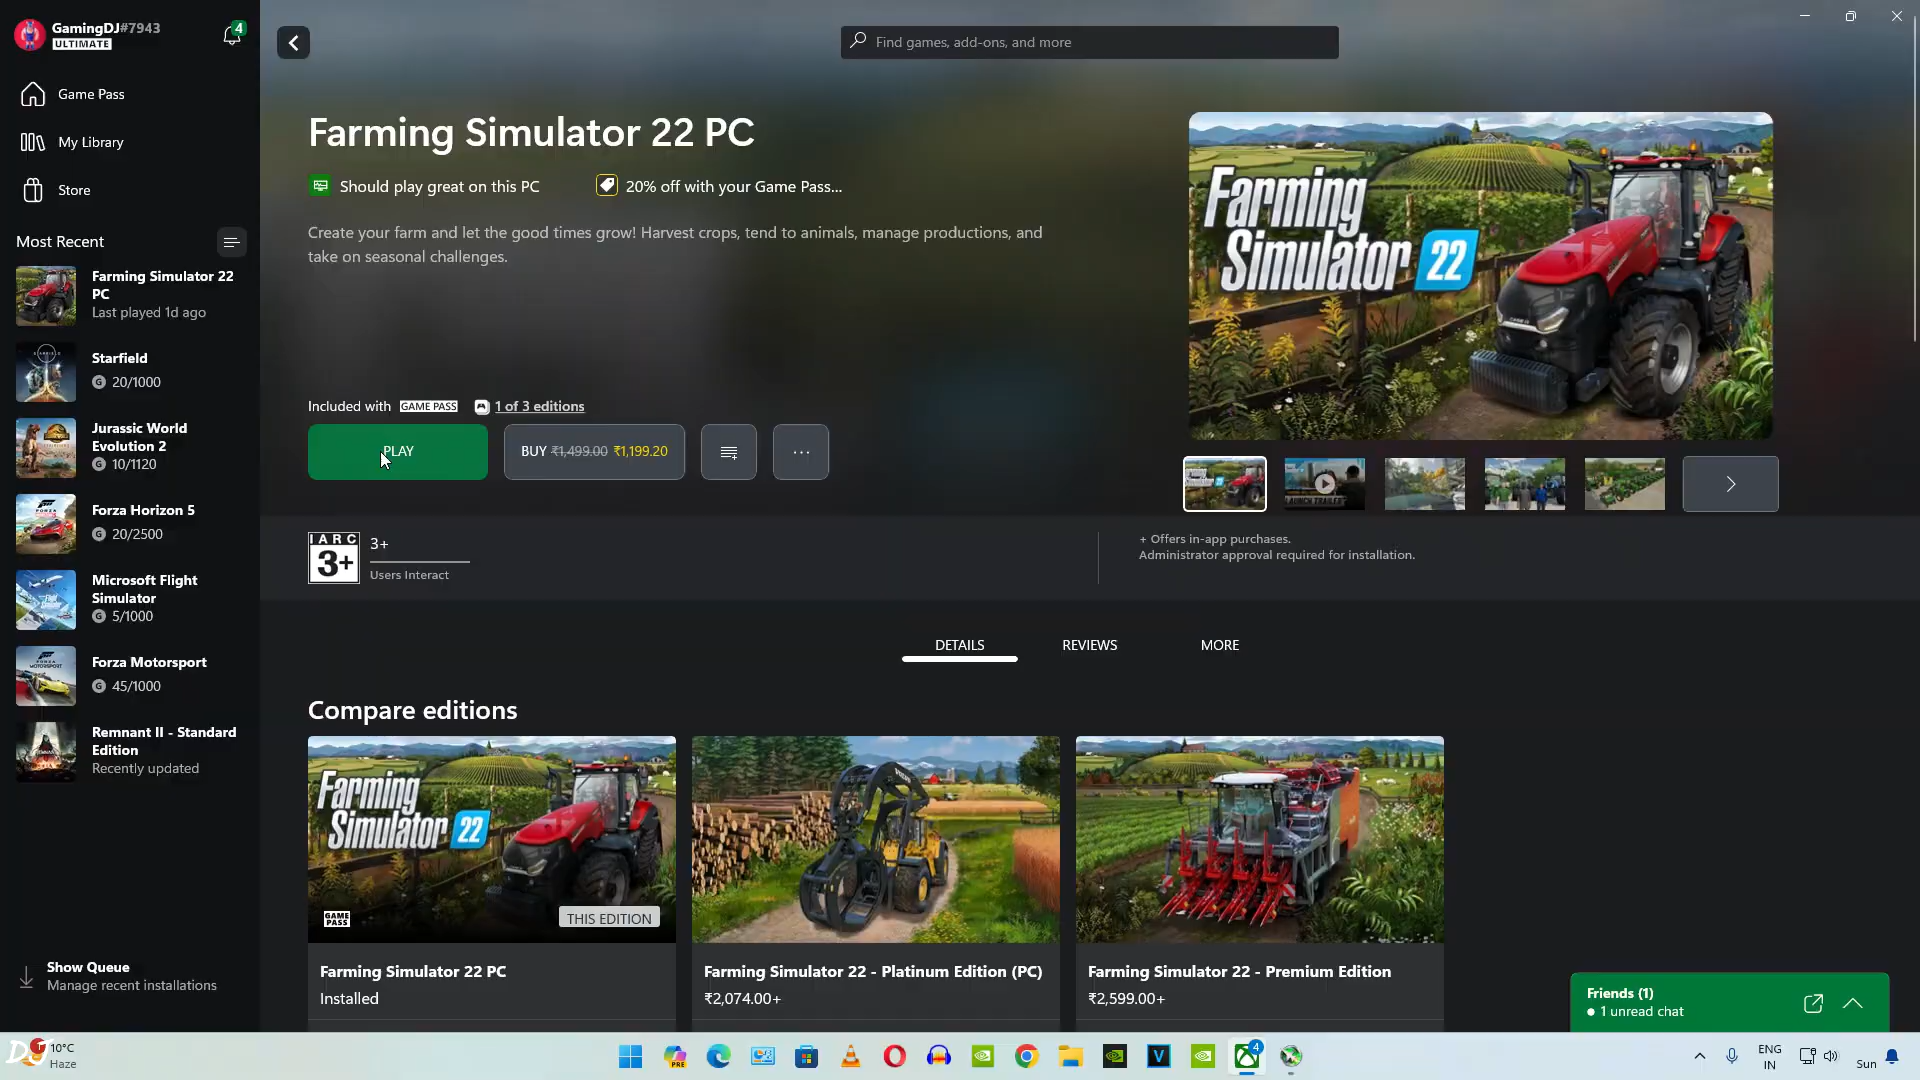 GamingDJ#7943
ULTIMATE
4
Game Pass
My Library
Store
Most Recent
Farming Simulator 22
PC
Last played 1d ago
Starfield
G 20/1000
Jurassic World
Evolution 2
G 10/1120
Forza Horizon 5
G 20/2500
Microsoft Flight
Simulator
G 5/1000
Forza Motorsport
G 45/1000
Remnant II - Standard
Edition
Recently updated
Show Queue
Manage recent installations
Find games, add-ons, and more
Farming Simulator 22 PC
Should play great on this PC
20% off with your Game Pass...
Create your farm and let the good times grow! Harvest crops, tend to animals, manage productions, and
take on seasonal challenges.
Included with GAME PASS 1 of 3 editions
PLAY
BUY ₹1,499.00 ₹1,199.20
...
Farming
Simulator 22
LAUNCH TRAILER
IARC
3+
3+
Users Interact
+ Offers in-app purchases.
Administrator approval required for installation.
DETAILS
REVIEWS
MORE
Compare editions
Farming
Simulator 22
GAME
PASS
THIS EDITION
Farming Simulator 22 PC
Installed
Farming Simulator 22 - Platinum Edition (PC)
₹2,074.00+
Farming Simulator 22 - Premium Edition
₹2,599.00+
Friends (1)
1 unread chat
DJ
10°C
Haze
PRE
V
4
ENG
IN
Sun